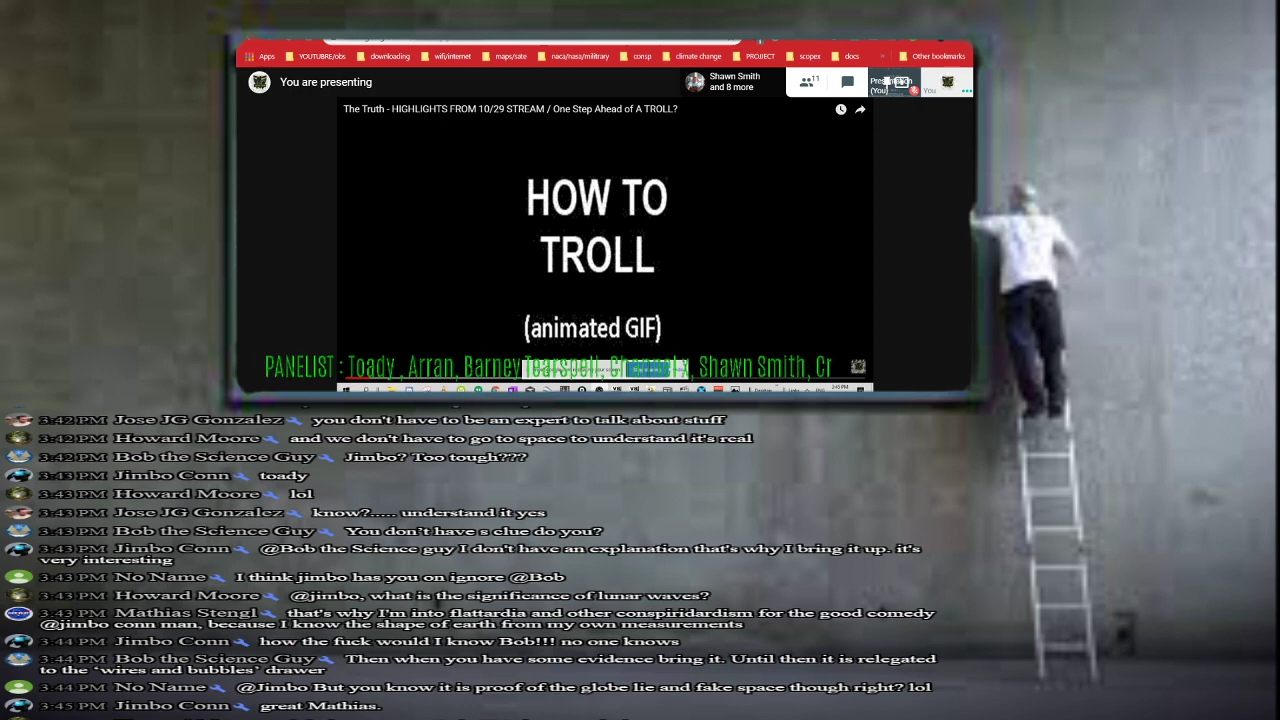 Apps YOUTUBRE/obs downloading wifi/internet maps/sate naca/nasa/militrary consp climate change PROJECT scopex docs Other bookmarks
You are presenting
Shawn Smith
and 8 more
11
(You)
You
The Truth - HIGHLIGHTS FROM 10/29 STREAM / One Step Ahead of A TROLL?
HOW TO
TROLL
(animated GIF)
PANELIST : Toady , Arran, Barney Tearspell, Channel x, Shawn Smith, Cr
2:45 PM
3:42 PM Jose JG Gonzalez you don't have to be an expert to talk about stuff
3:42 PM Howard Moore and we don't have to go to space to understand it's real
3:42 PM Bob the Science Guy Jimbo? Too tough???
3:43 PM Jimbo Conn toady
3:43 PM Howard Moore lol
3:43 PM Jose JG Gonzalez know?..... understand it yes
3:43 PM Bob the Science Guy You don't have s clue do you?
3:43 PM Jimbo Conn @Bob the Science guy I don't have an explanation that's why I bring it up. it's
very interesting
3:43 PM No Name I think jimbo has you on ignore @Bob
3:43 PM Howard Moore @jimbo, what is the significance of lunar waves?
3:43 PM Mathias Stengl that's why I'm into flattardia and other conspiridardism for the good comedy
@jimbo conn man, because I know the shape of earth from my own measurements
3:44 PM Jimbo Conn how the fuck would I know Bob!!! no one knows
3:44 PM Bob the Science Guy Then when you have some evidence bring it. Until then it is relegated
to the 'wires and bubbles' drawer
3:44 PM No Name @Jimbo But you know it is proof of the globe lie and fake space though right? lol
3:45 PM Jimbo Conn great Mathias.